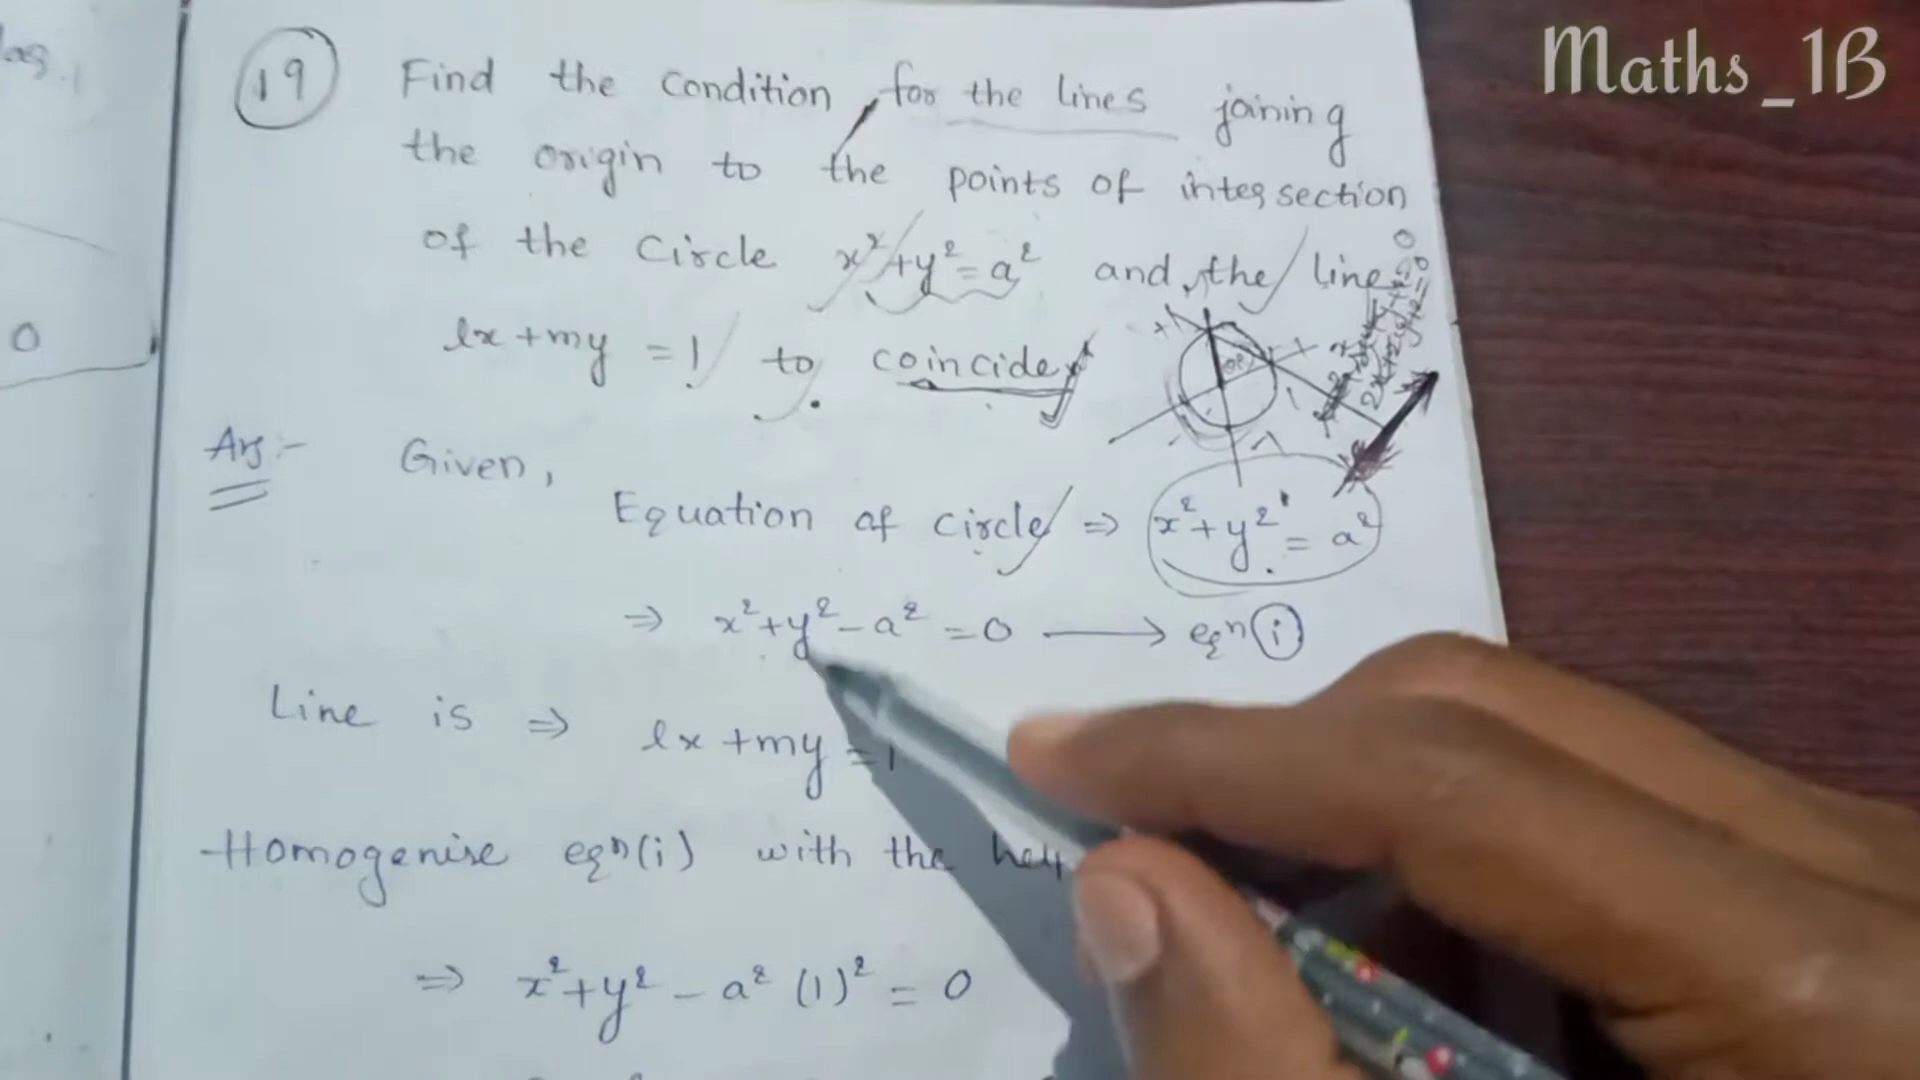 Maths_1B
19 Find the condition for the lines joining
the origin to the points of intersection
of the circle x²+y²=a² and the line
lx+my=1 to coincide
Ans:- Given,
Equation of circle ⇒ x²+y²=a²
⇒ x²+y²-a²=0 ⟶ eqn (i)
Line is ⇒ lx+my=1
Homogenise eqn(i) with the
⇒ x²+y²-a²(1)²=0
0